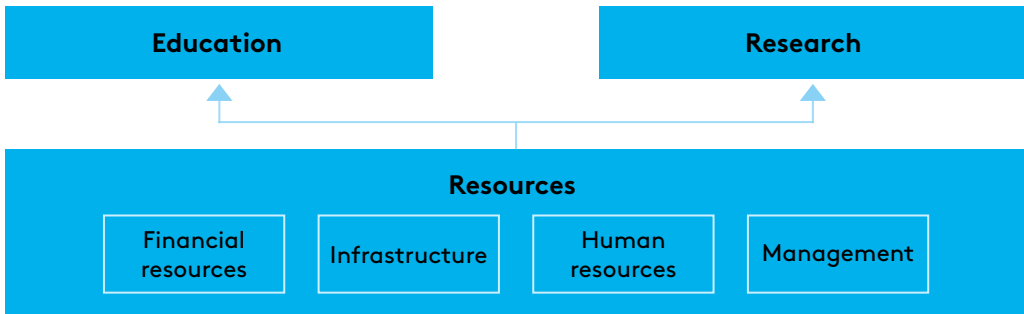 Education
Research
Resources
Financial
resources
Infrastructure
Human
resources
Management